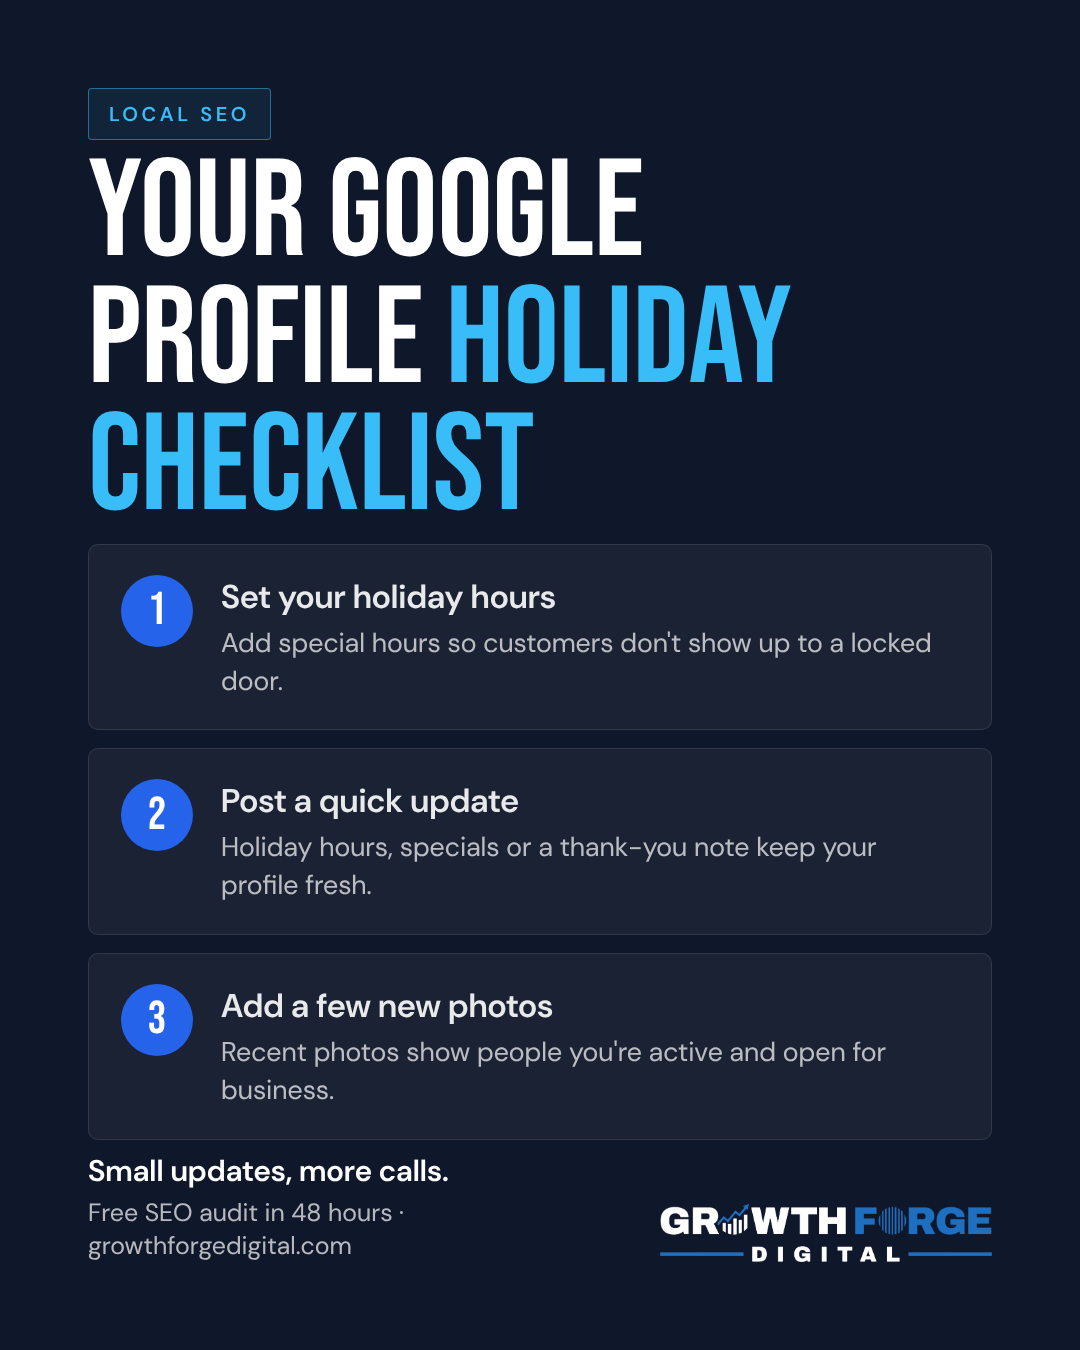 LOCAL SEO
YOUR GOOGLE
PROFILE HOLIDAY
CHECKLIST
1
Set your holiday hours
Add special hours so customers don't show up to a locked
door.
2
Post a quick update
Holiday hours, specials or a thank-you note keep your
profile fresh.
3
Add a few new photos
Recent photos show people you're active and open for
business.
Small updates, more calls.
Free SEO audit in 48 hours ·
growthforgedigital.com
GROWTH FORGE
DIGITAL